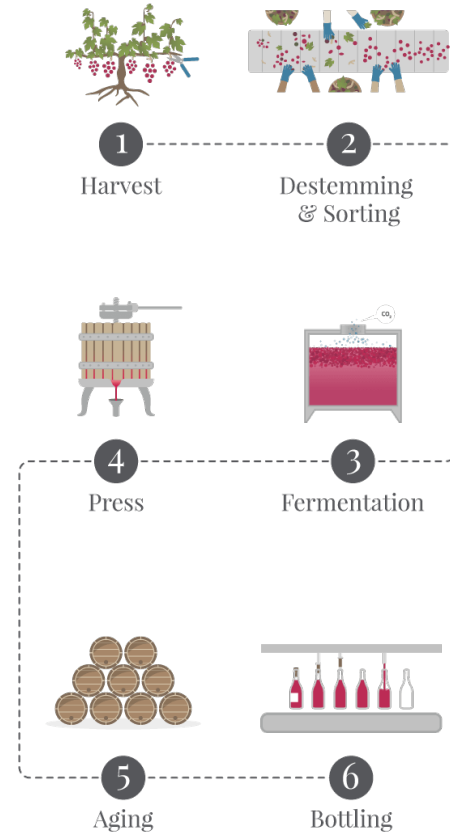 1
Harvest
2
Destemming
& Sorting
CO₂
3
Fermentation
4
Press
5
Aging
6
Bottling